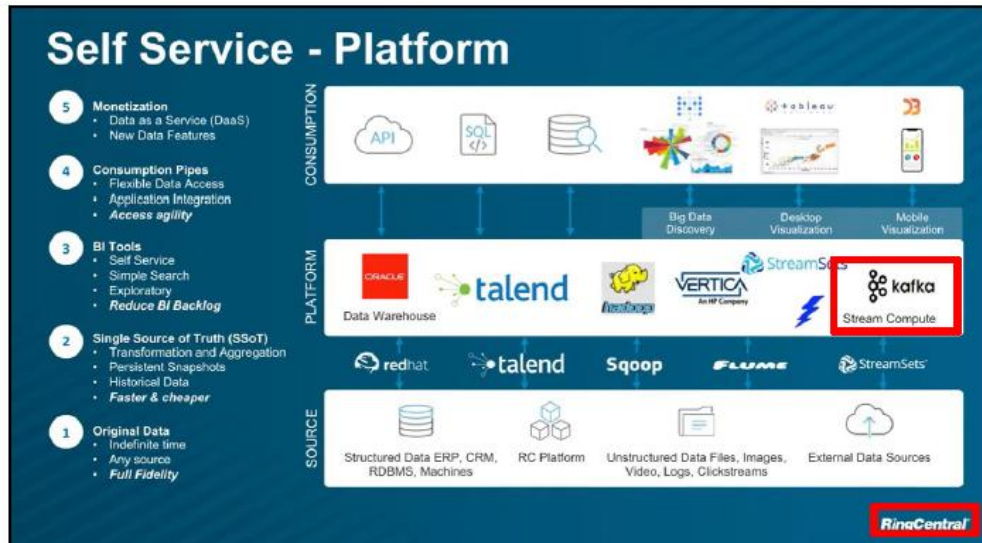 Self Service - Platform
5
Monetization
• Data as a Service (DaaS)
• New Data Features
4
Consumption Pipes
• Flexible Data Access
• Application Integration
• Access agility
3
BI Tools
• Self Service
• Simple Search
• Exploratory
• Reduce BI Backlog
2
Single Source of Truth (SSoT)
• Transformation and Aggregation
• Persistent Snapshots
• Historical Data
• Faster & cheaper
1
Original Data
• Indefinite time
• Any source
• Full Fidelity
CONSUMPTION
API
SQL
</>
+ a b l e a u
Big Data
Discovery
Desktop
Visualization
Mobile
Visualization
PLATFORM
ORACLE
Data Warehouse
talend
hadoop
VERTICA
An HP Company
StreamSets
kafka
Stream Compute
redhat
talend
Sqoop
FLUME
StreamSets
SOURCE
Structured Data ERP, CRM,
RDBMS, Machines
RC Platform
Unstructured Data Files, Images,
Video, Logs, Clickstreams
External Data Sources
RingCentral